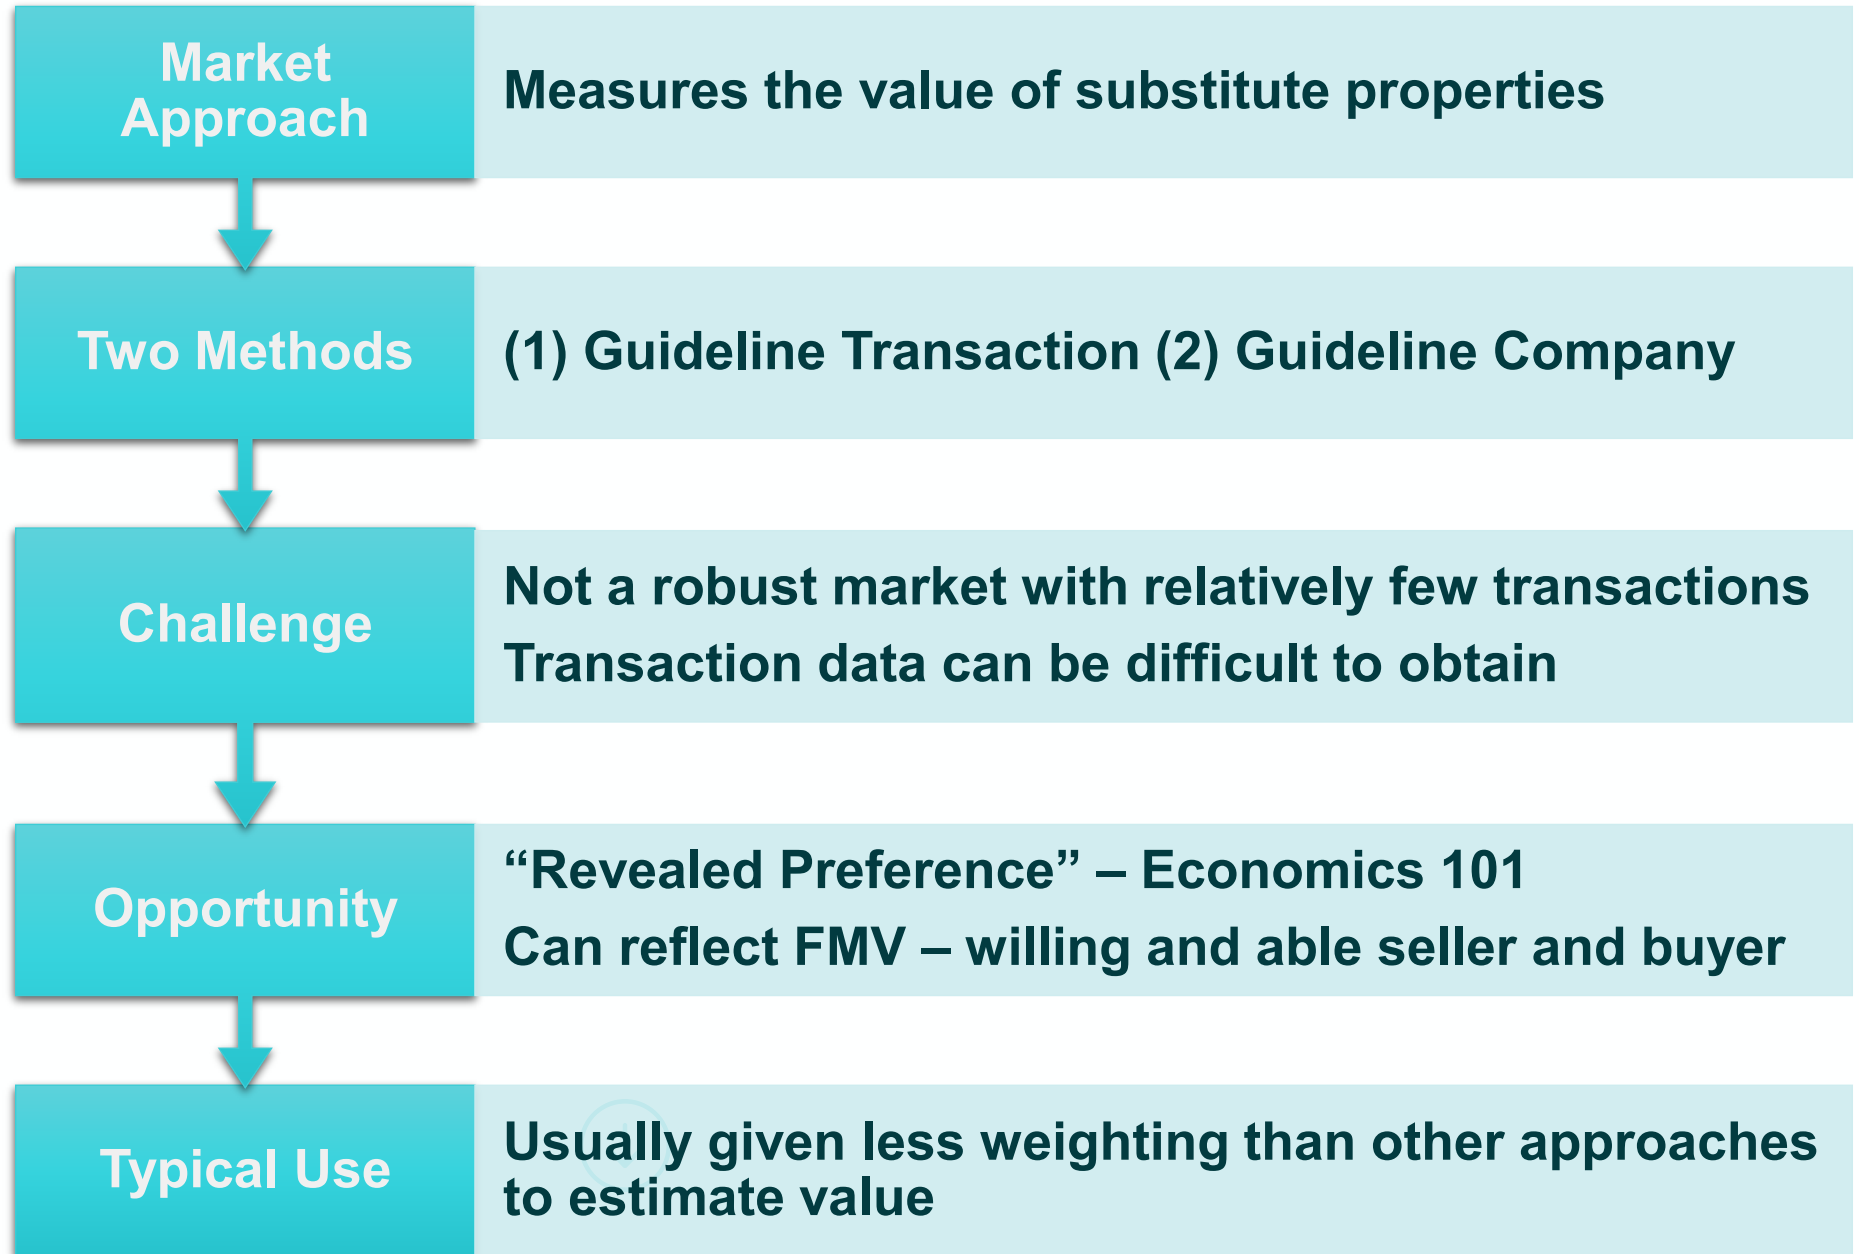 Market
Approach
Measures the value of substitute properties
Two Methods
(1) Guideline Transaction (2) Guideline Company
Challenge
Not a robust market with relatively few transactions
Transaction data can be difficult to obtain
Opportunity
“Revealed Preference” – Economics 101
Can reflect FMV – willing and able seller and buyer
Typical Use
Usually given less weighting than other approaches
to estimate value